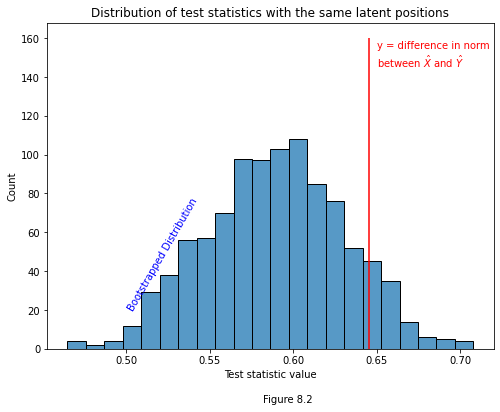 Distribution of test statistics with the same latent positions
160
y = difference in norm
between X̂ and Ŷ
140
120
100
Count
80
Bootstrapped Distribution
60
40
20
0
0.50 0.55 0.60 0.65 0.70
Test statistic value
Figure 8.2